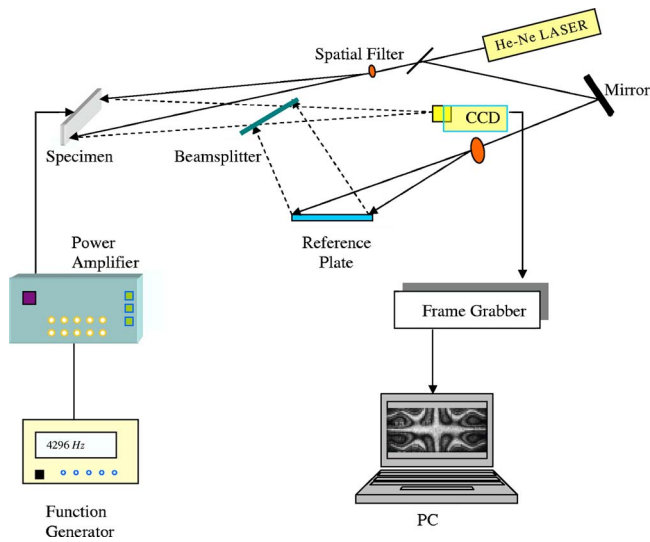 He-Ne LASER
Spatial Filter
Mirror
CCD
Specimen
Beamsplitter
Reference
Plate
Power
Amplifier
Frame Grabber
4296 Hz
Function
Generator
PC